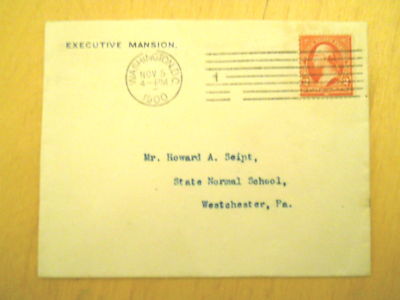 EXECUTIVE MANSION.
WASHINGTON, D.C.
NOV 5
4-PM
1900
Mr. Howard A. Seipt,
State Normal School,
Westchester, Pa.